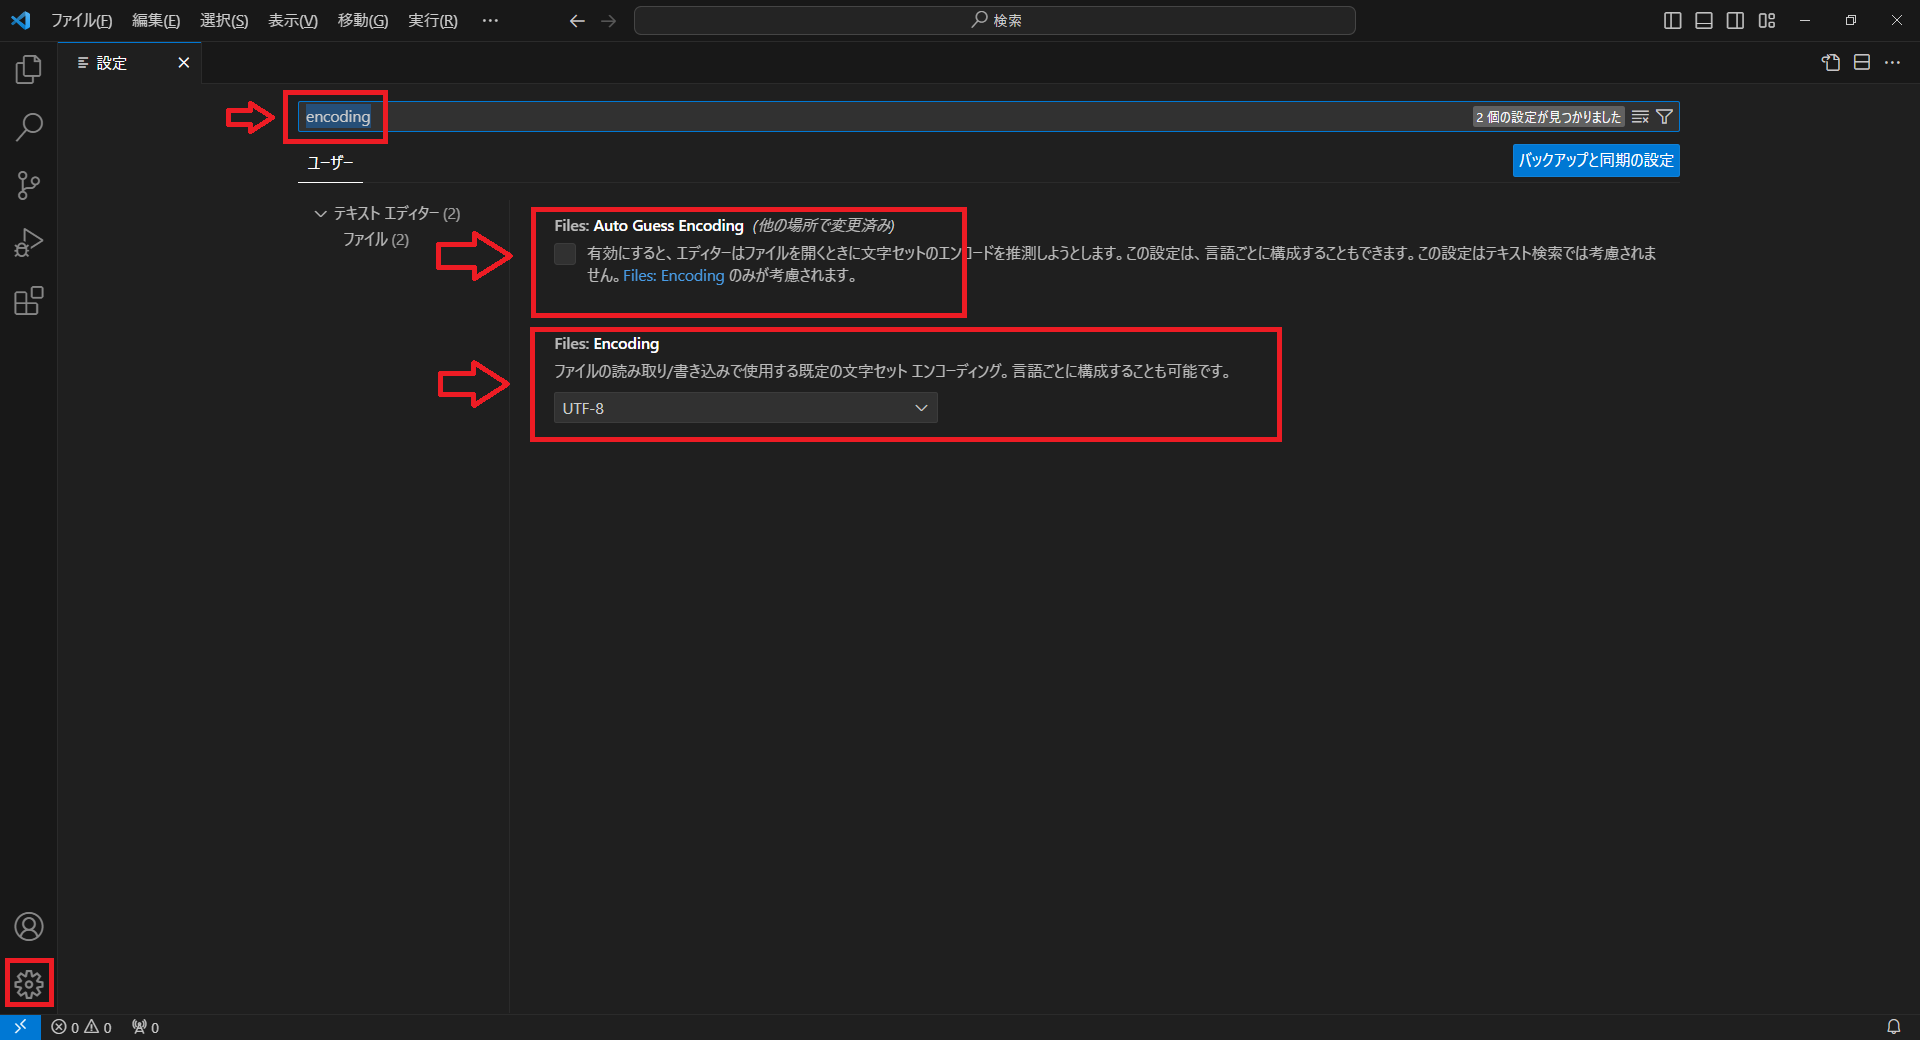 ファイル(F) 編集(E) 選択(S) 表示(V) 移動(G) 実行(R) … 検索
設定
encoding 2 個の設定が見つかりました
ユーザー バックアップと同期の設定
テキスト エディター (2)
ファイル (2)
Files: Auto Guess Encoding (他の場所で変更済み)
有効にすると、エディターはファイルを開くときに文字セットのエンコードを推測しようとします。この設定は、言語ごとに構成することもできます。この設定はテキスト検索では考慮されま
せん。Files: Encoding のみが考慮されます。
Files: Encoding
ファイルの読み取り/書き込みで使用する既定の文字セット エンコーディング。言語ごとに構成することも可能です。
UTF-8
0 0 0